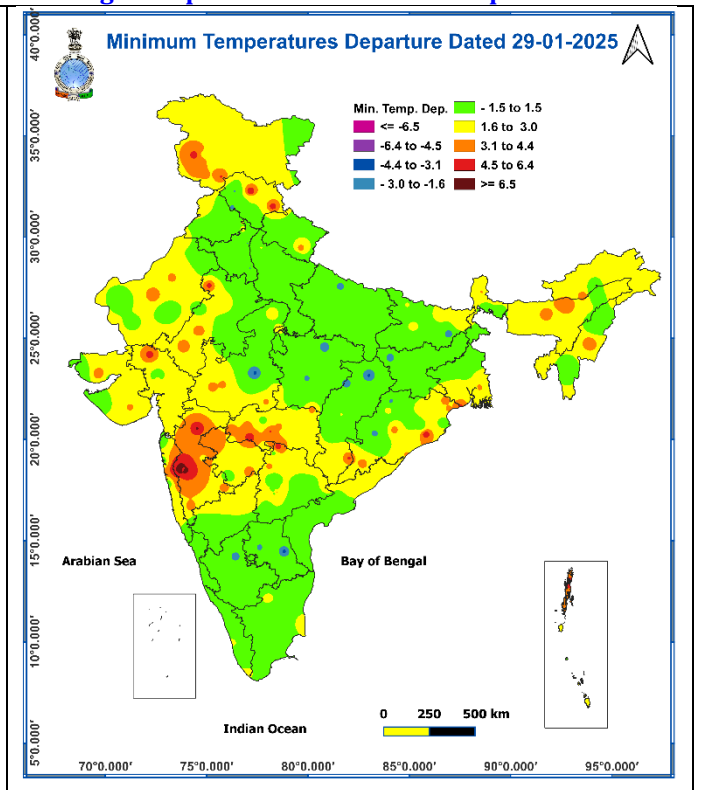 Minimum Temperatures Departure Dated 29-01-2025
Min. Temp. Dep.
<= -6.5
-6.4 to -4.5
-4.4 to -3.1
- 3.0 to -1.6
- 1.5 to 1.5
1.6 to 3.0
3.1 to 4.4
4.5 to 6.4
>= 6.5
40°0.000'
35°0.000'
30°0.000'
25°0.000'
20°0.000'
15°0.000'
10°0.000'
5°0.000'
Arabian Sea
Bay of Bengal
Indian Ocean
0 250 500 km
70°0.000' 75°0.000' 80°0.000' 85°0.000' 90°0.000' 95°0.000'